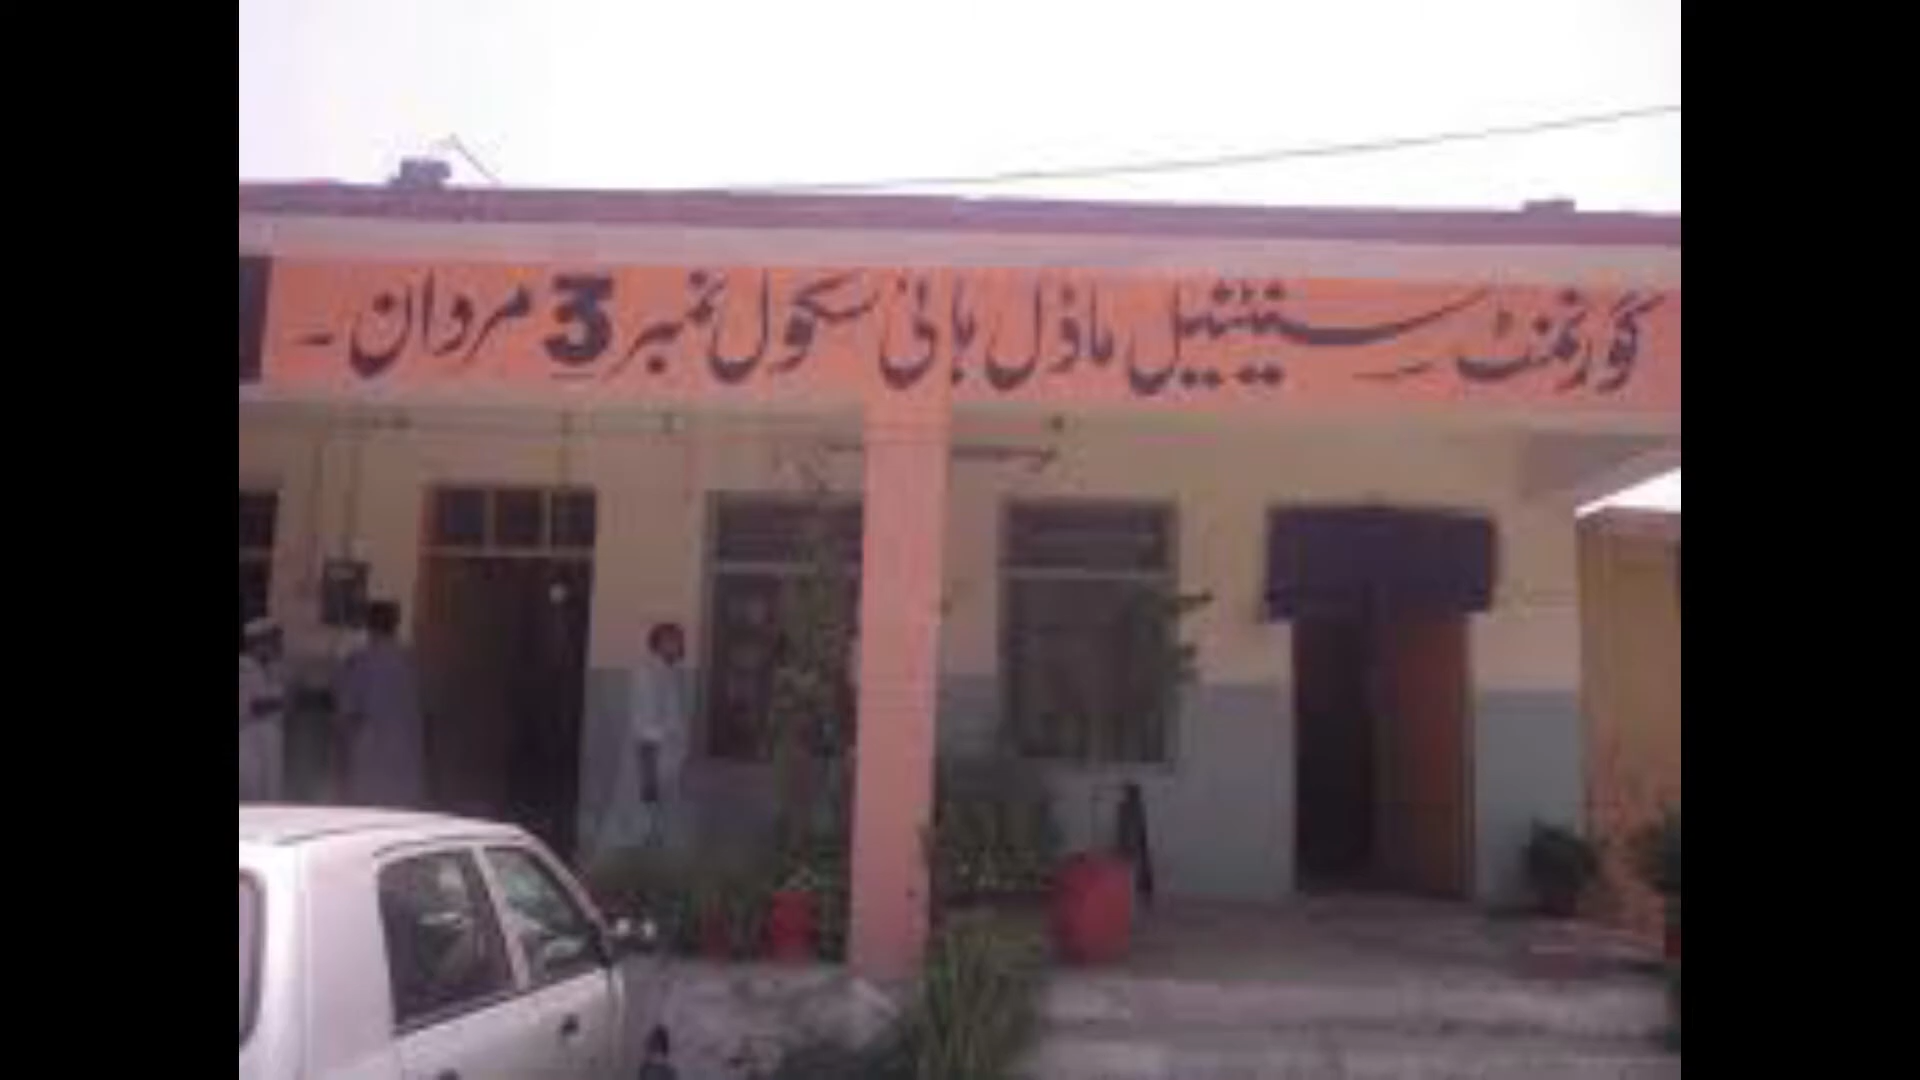 گورنمنٹ سینٹینیل ماڈل ہائی سکول نمبر 3 مردان ۔